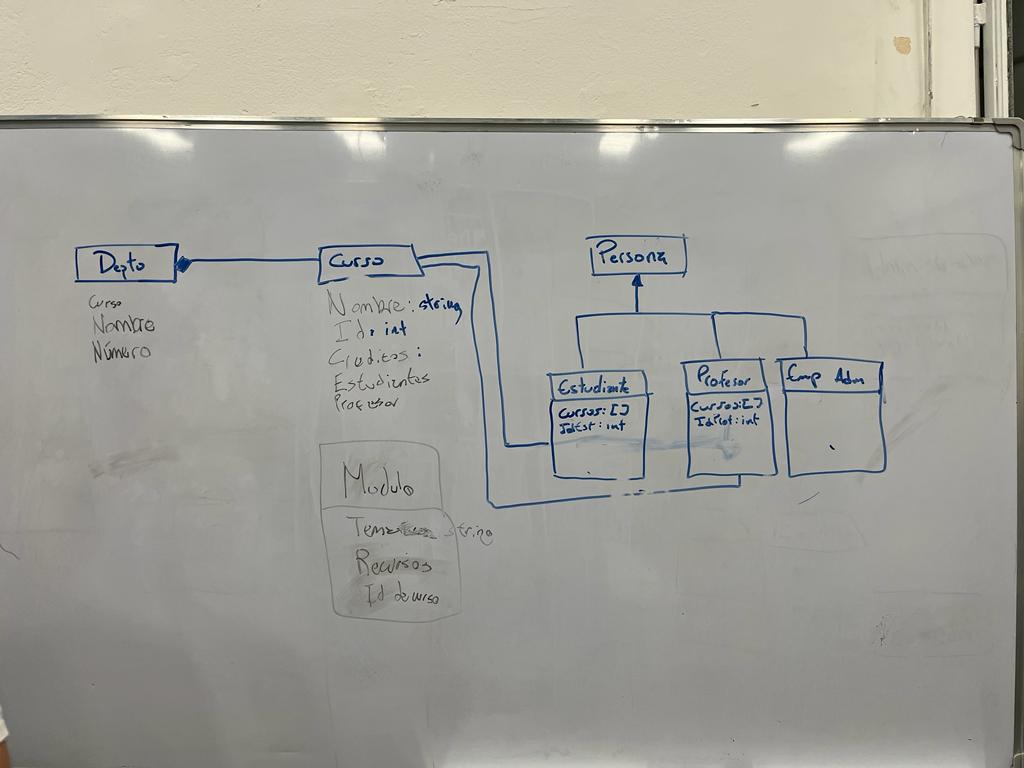 Depto
Curso
Nombre
Número
Curso
Nombre: string
Id: int
Creditos:
Estudiantes
Profesor
Modulo
Tema string
Recursos
Id de curso
Persona
Estudiante
Cursos: []
IdEst: int
Profesor
Cursos: []
IdProf: int
Emp Adm